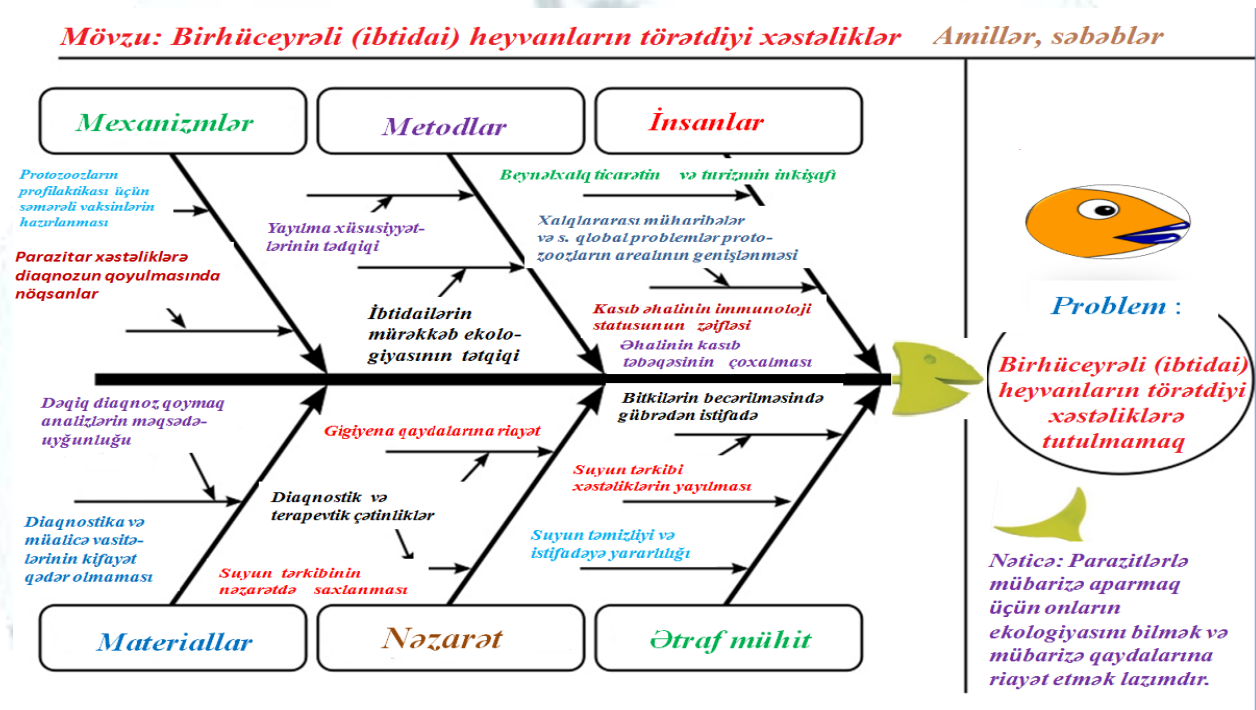 Mövzu: Birhüceyrəli (ibtidai) heyvanların törətdiyi xəstəliklər
Amillər, səbəblər
Mexanizmlər
Metodlar
İnsanlar
Protozoozların
profilaktikası üçün
səmərəli vaksinlərin
hazırlanması
Parazitar xəstəliklərə
diaqnozun qoyulmasında
nöqsanlar
Yayılma xüsusiyyət-
lərinin tədqiqi
İbtidailərin
mürəkkəb ekolo-
giyasının tətqiqi
Beynəlxalq ticarətin və turizmin inkişafı
Xalqlararası müharibələr
və s. qlobal problemlər proto-
zoozların arealının genişlənməsi
Kasıb əhalinin immunoloji
statusunun zəifləsi
Əhalinin kasıb
təbəqəsinin çoxalması
Dəqiq diaqnoz qoymaq
analizlərin məqsədə-
uyğunluğu
Diaqnostika və
müalicə vasitə-
lərinin kifayət
qədər olmaması
Gigiyena qaydalarına riayət
Diaqnostik və
terapevtik çətinliklər
Suyun tərkibinin
nəzarətdə saxlanması
Bitkilərin becərilməsində
gübrədən istifadə
Suyun tərkibi
xəstəliklərin yayılması
Suyun təmizliyi və
istifadəyə yararlılığı
Materiallar
Nəzarət
Ətraf mühit
Problem :
Birhüceyrəli (ibtidai)
heyvanların törətdiyi
xəstəliklərə
tutulmamaq
Nəticə: Parazitlərlə
mübarizə aparmaq
üçün onların
ekologiyasını bilmək və
mübarizə qaydalarına
riayət etmək lazımdır.